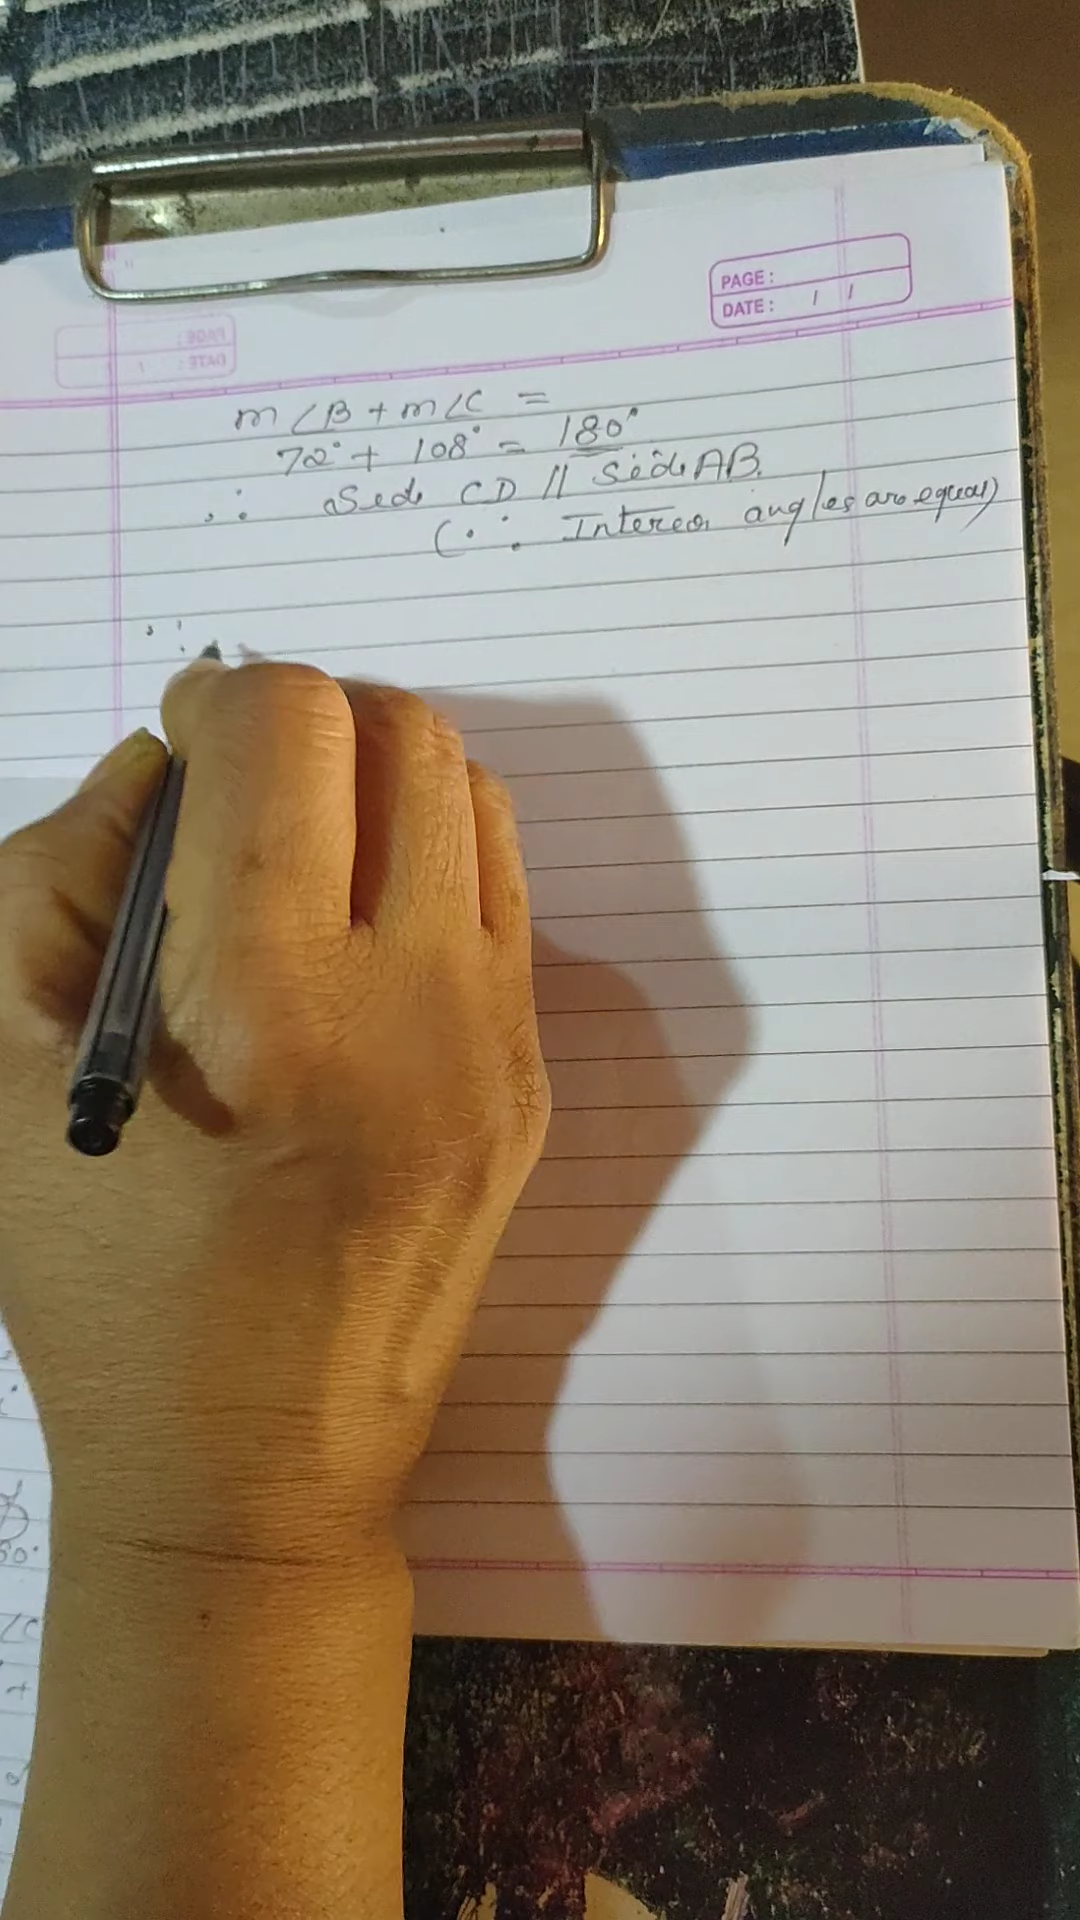 PAGE :
DATE : / /
m∠B + m∠C =
72° + 108° = 180°
∴ Side CD // side AB.
(∵ Interior angles are equal)
∴